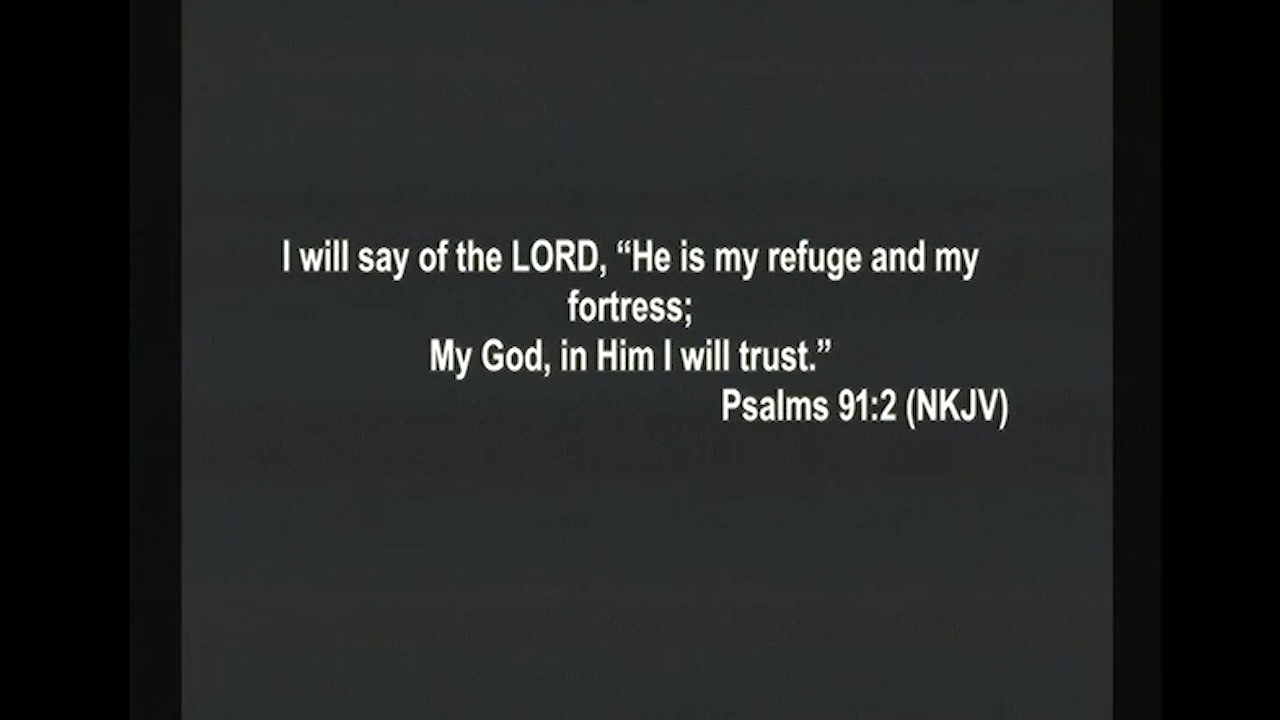 I will say of the LORD, “He is my refuge and my
fortress;
My God, in Him I will trust.”
Psalms 91:2 (NKJV)